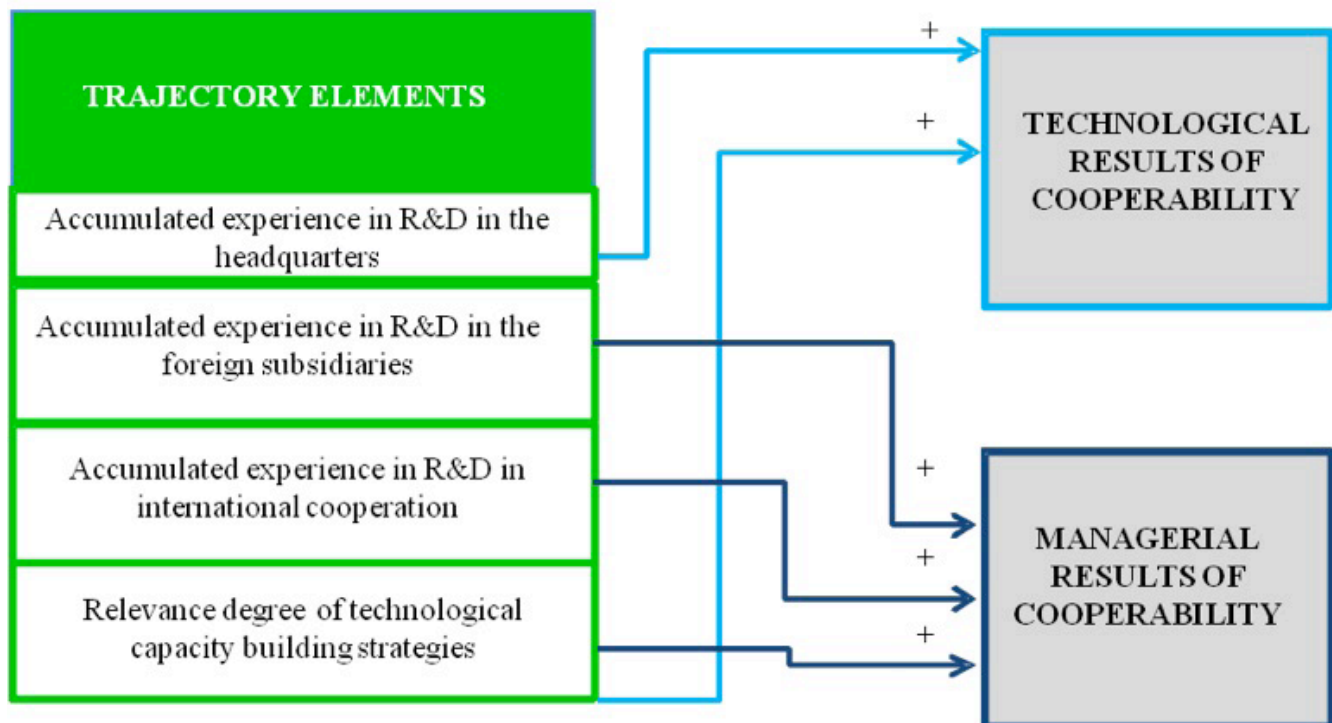 TRAJECTORY ELEMENTS
Accumulated experience in R&D in the
headquarters
Accumulated experience in R&D in the
foreign subsidiaries
Accumulated experience in R&D in
international cooperation
Relevance degree of technological
capacity building strategies
+
+
TECHNOLOGICAL
RESULTS OF
COOPERABILITY
+
+
+
MANAGERIAL
RESULTS OF
COOPERABILITY